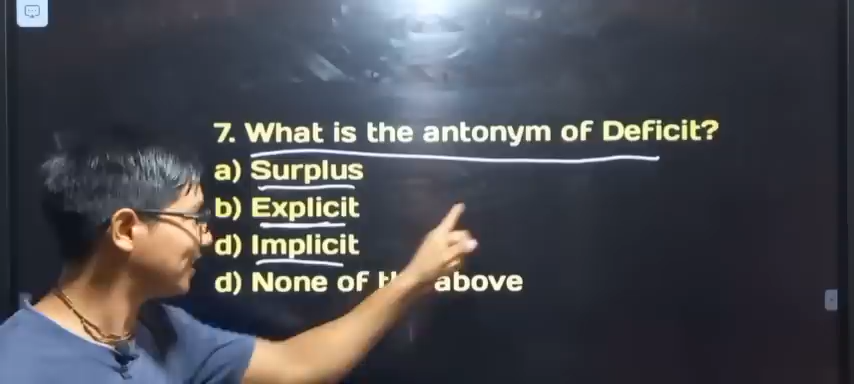 7. What is the antonym of Deficit?
a) Surplus
b) Explicit
d) Implicit
d) None of above